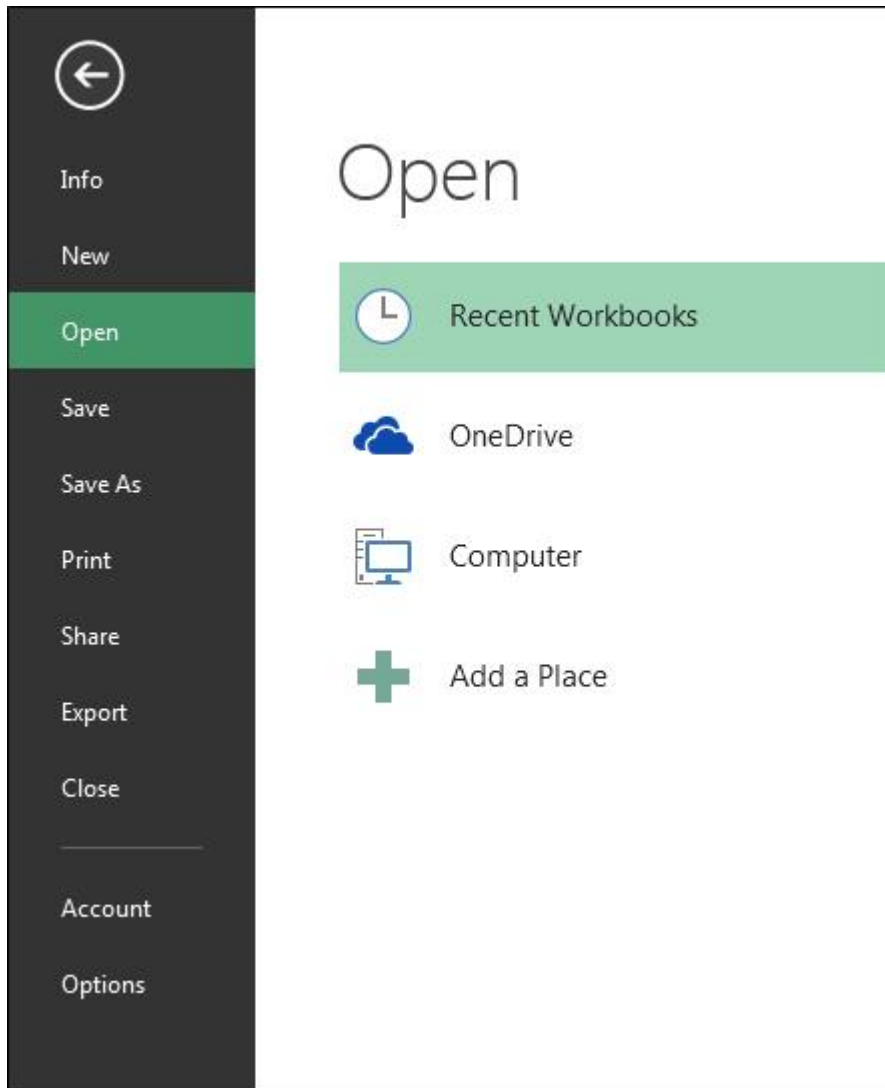 Info
New
Open
Save
Save As
Print
Share
Export
Close
Account
Options
Open
Recent Workbooks
OneDrive
Computer
Add a Place